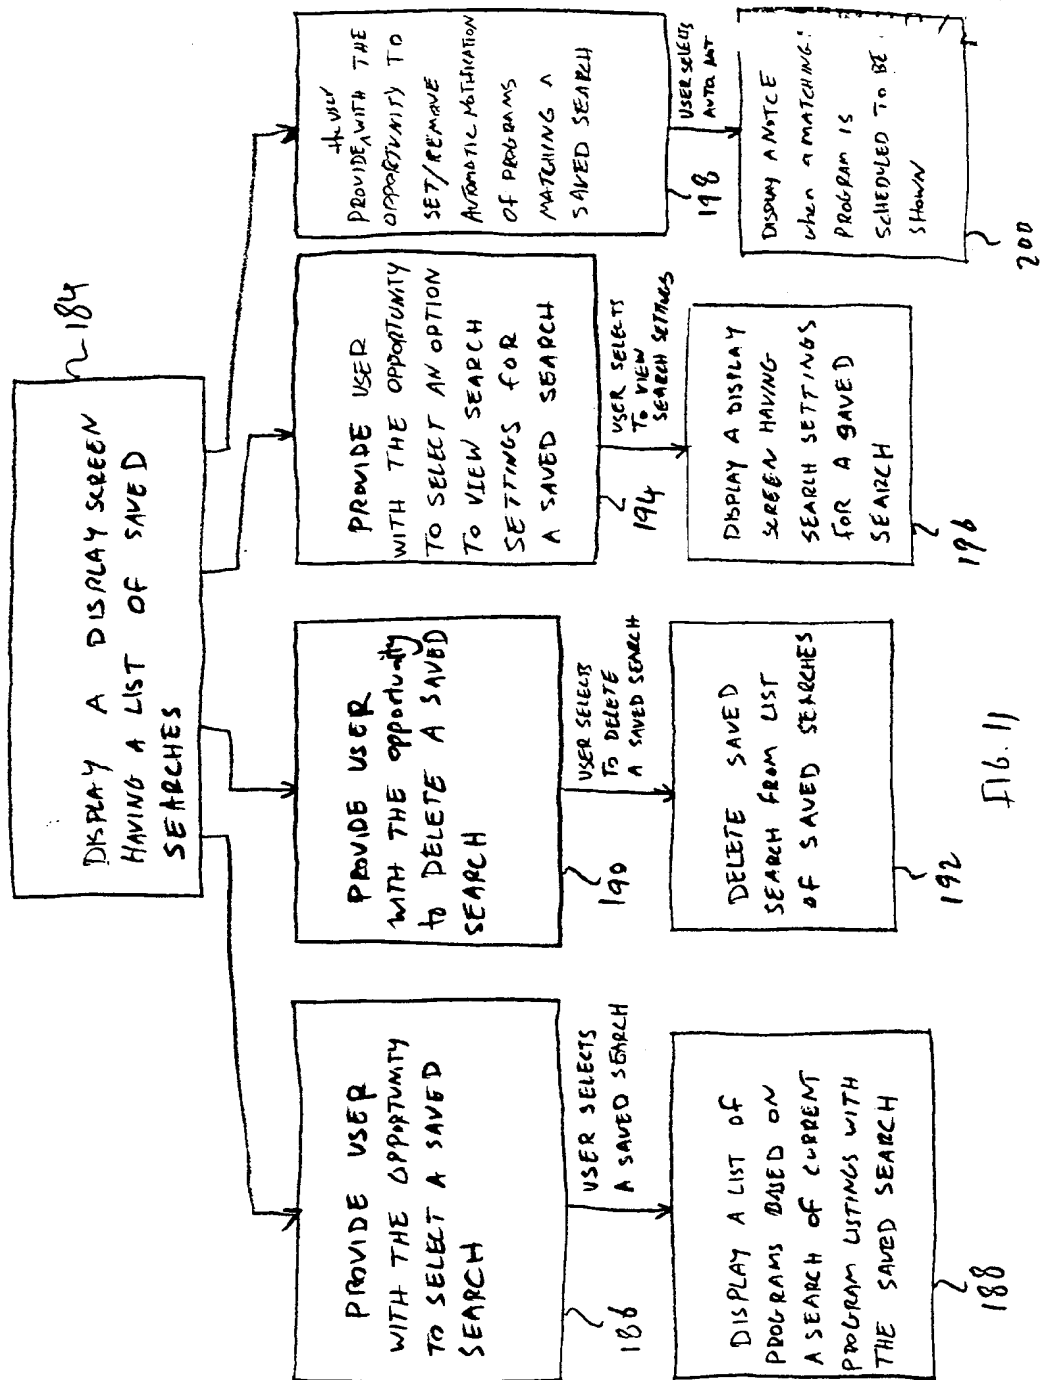 DISPLAY A DISPLAY SCREEN
HAVING A LIST OF SAVED
SEARCHES
184
PROVIDE USER
WITH THE OPPORTUNITY
TO SELECT A SAVED
SEARCH
186
USER SELECTS
A SAVED SEARCH
DISPLAY A LIST OF
PROGRAMS BASED ON
A SEARCH OF CURRENT
PROGRAM LISTINGS WITH
THE SAVED SEARCH
188
PROVIDE USER
WITH THE opportunity
to DELETE A SAVED
SEARCH
190
USER SELECTS
TO DELETE
A SAVED SEARCH
DELETE SAVED
SEARCH FROM LIST
OF SAVED SEARCHES
192
PROVIDE USER
WITH THE OPPORTUNITY
TO SELECT AN OPTION
TO VIEW SEARCH
SETTINGS FOR
A SAVED SEARCH
194
USER SELECTS
TO VIEW
SEARCH SETTINGS
DISPLAY A DISPLAY
SCREEN HAVING
SEARCH SETTINGS
FOR A SAVED
SEARCH
196
the USER
PROVIDE WITH THE
OPPORTUNITY TO
SET/REMOVE
AUTOMATIC NOTIFICATION
OF PROGRAMS
MATCHING A
SAVED SEARCH
198
USER SELECTS
AUTO NOT
DISPLAY A NOTCE
when A MATCHING
PROGRAM IS
SCHEDULED TO BE
SHOWN
200
FIG. 11